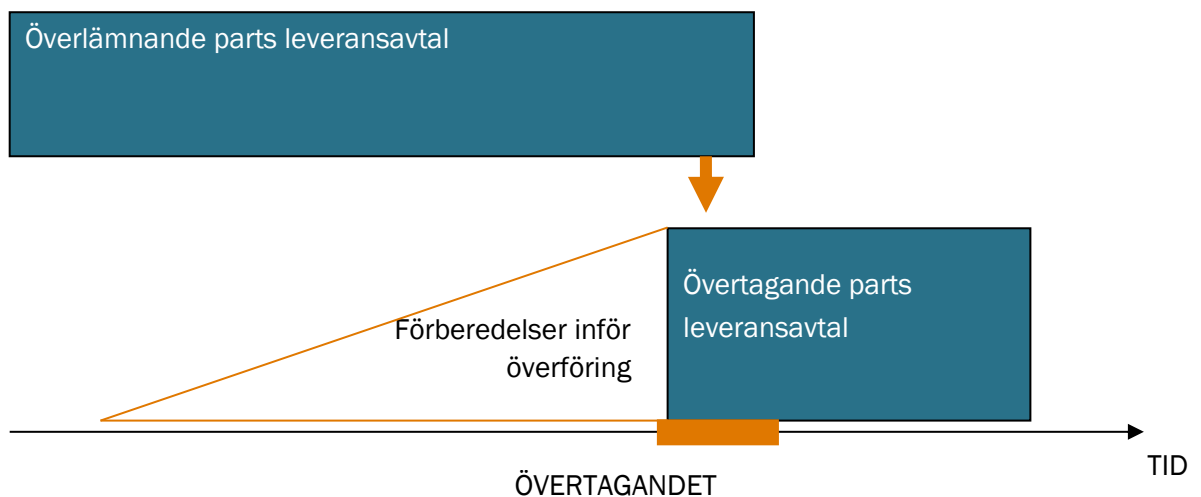 Överlämnande parts leveransavtal
Övertagande parts
leveransavtal
Förberedelser inför
överföring
TID
ÖVERTAGANDET